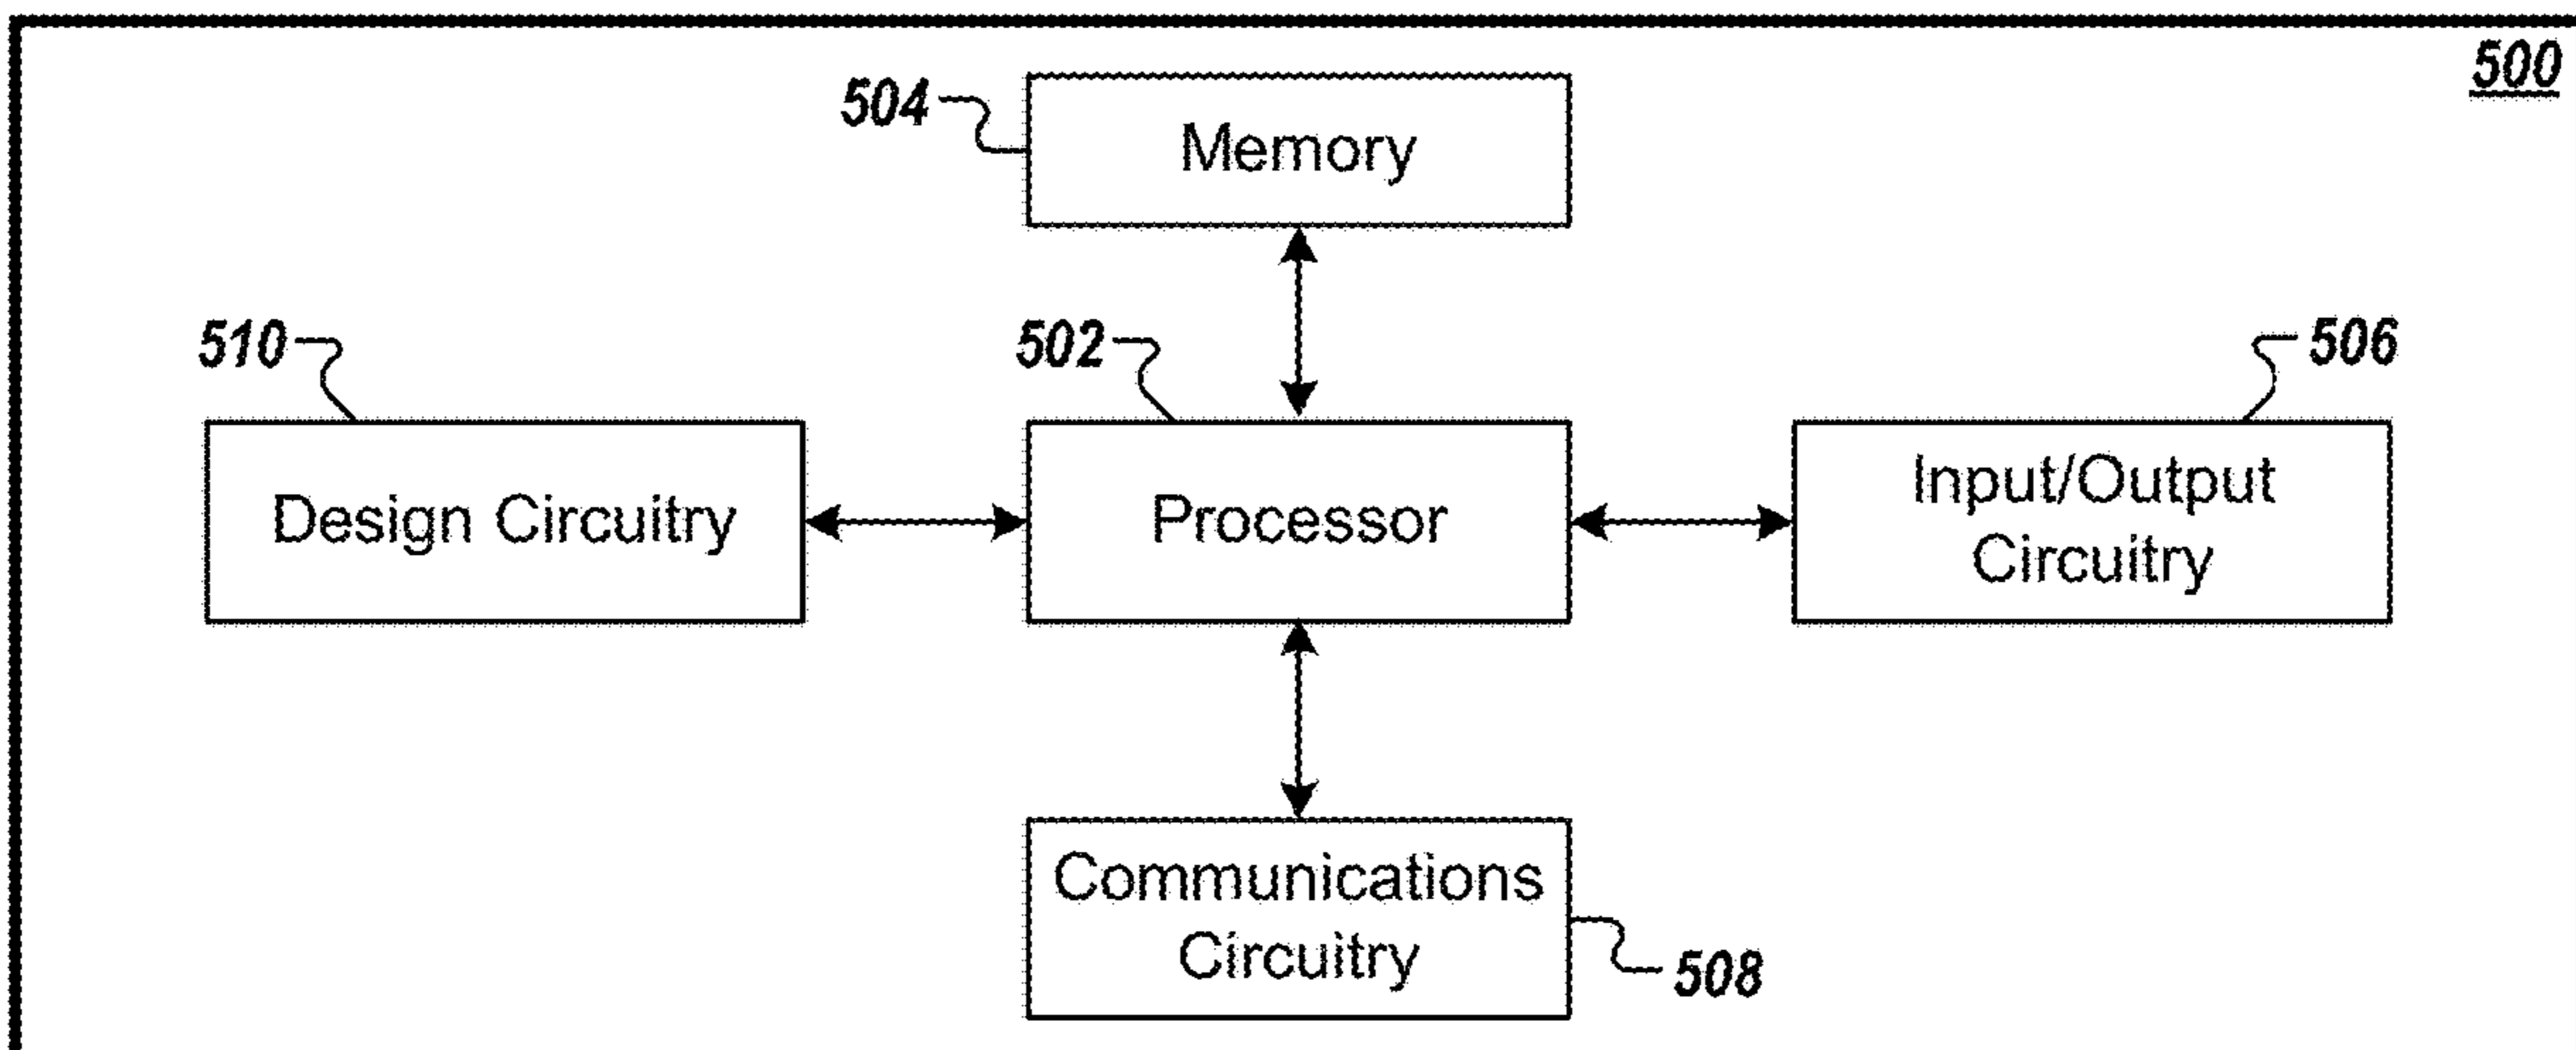 500
504
Memory
510
502
506
Design Circuitry
Processor
Input/Output
Circuitry
Communications
Circuitry
508